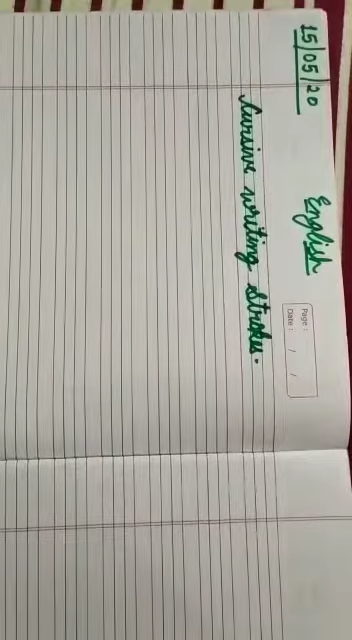 15/05/20
English
Page :
Date : / /
Cursive writing strokes.